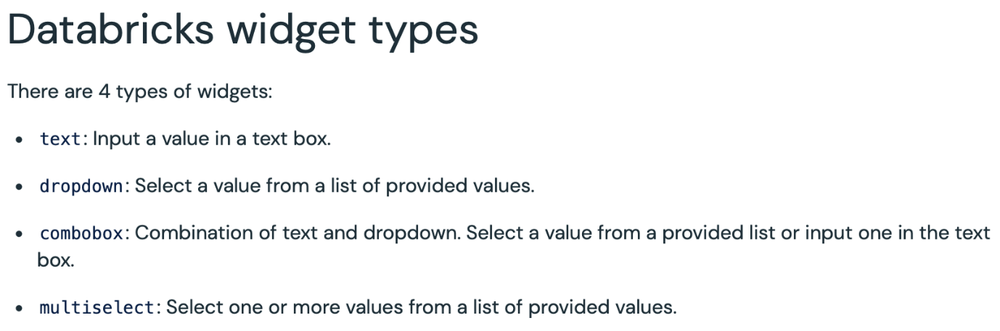 Databricks widget types
There are 4 types of widgets:
• text: Input a value in a text box.
• dropdown: Select a value from a list of provided values.
• combobox: Combination of text and dropdown. Select a value from a provided list or input one in the text
box.
• multiselect: Select one or more values from a list of provided values.